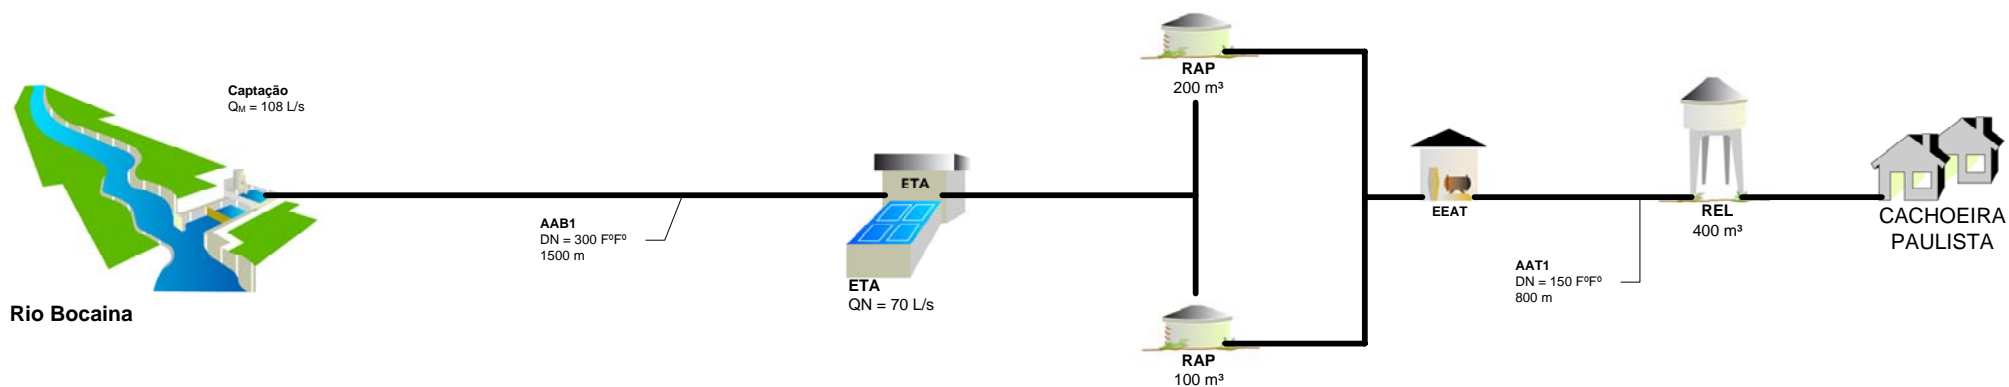 Captação
Q_M = 108 L/s
Rio Bocaina
AAB1
DN = 300 FºFº
1500 m
ETA
ETA
QN = 70 L/s
RAP
200 m³
RAP
100 m³
EEAT
AAT1
DN = 150 FºFº
800 m
REL
400 m³
CACHOEIRA
PAULISTA